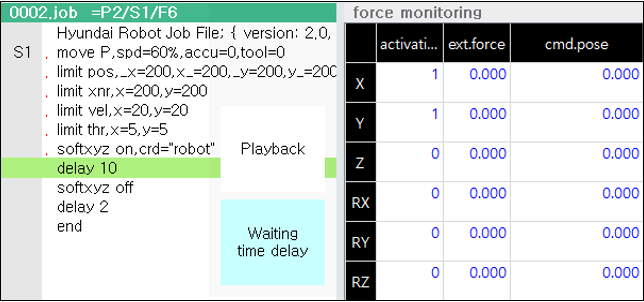 0002.job =P2/S1/F6
Hyundai Robot Job File; { version: 2,0,
S1 . move P,spd=60%,accu=0,tool=0
. limit pos,_x=200,x_=200,_y=200,y_=200
. limit xnr,x=200,y=200
. limit vel,x=20,y=20
. limit thr,x=5,y=5
. softxyz on,crd="robot"
delay 10
softxyz off
delay 2
end
Playback
Waiting
time delay
force monitoring
activati... ext.force cmd.pose
X 1 0.000 0.000
Y 1 0.000 0.000
Z 0 0.000 0.000
RX 0 0.000 0.000
RY 0 0.000 0.000
RZ 0 0.000 0.000